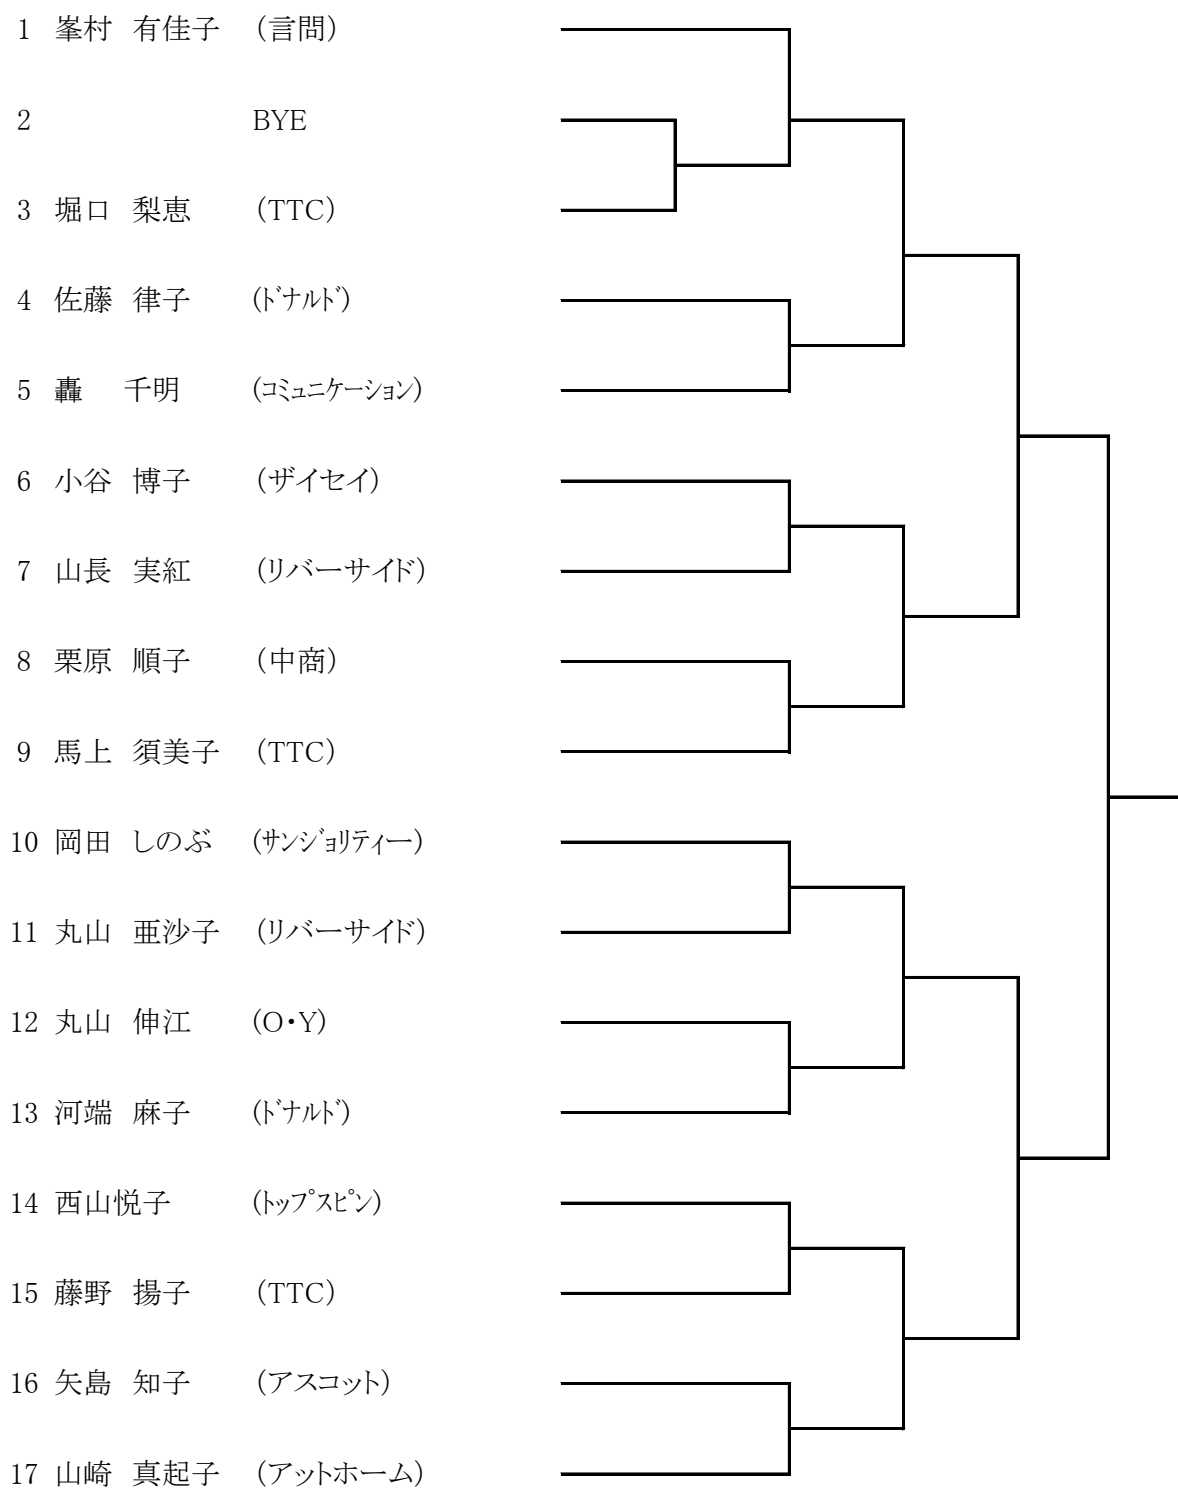 1 峯村 有佳子 (言問)
2 BYE
3 堀口 梨恵 (TTC)
4 佐藤 律子 (ﾄﾞﾅﾙﾄﾞ)
5 轟 千明 (ｺﾐｭﾆｹｰｼｮﾝ)
6 小谷 博子 (ザイセイ)
7 山長 実紅 (リバーサイド)
8 栗原 順子 (中商)
9 馬上 須美子 (TTC)
10 岡田 しのぶ (ｻﾝｼﾞｮﾘﾃｨー)
11 丸山 亜沙子 (リバーサイド)
12 丸山 伸江 (O・Y)
13 河端 麻子 (ﾄﾞﾅﾙﾄﾞ)
14 西山悦子 (ﾄｯﾌﾟｽﾋﾟﾝ)
15 藤野 揚子 (TTC)
16 矢島 知子 (アスコット)
17 山崎 真起子 (アットホーム)